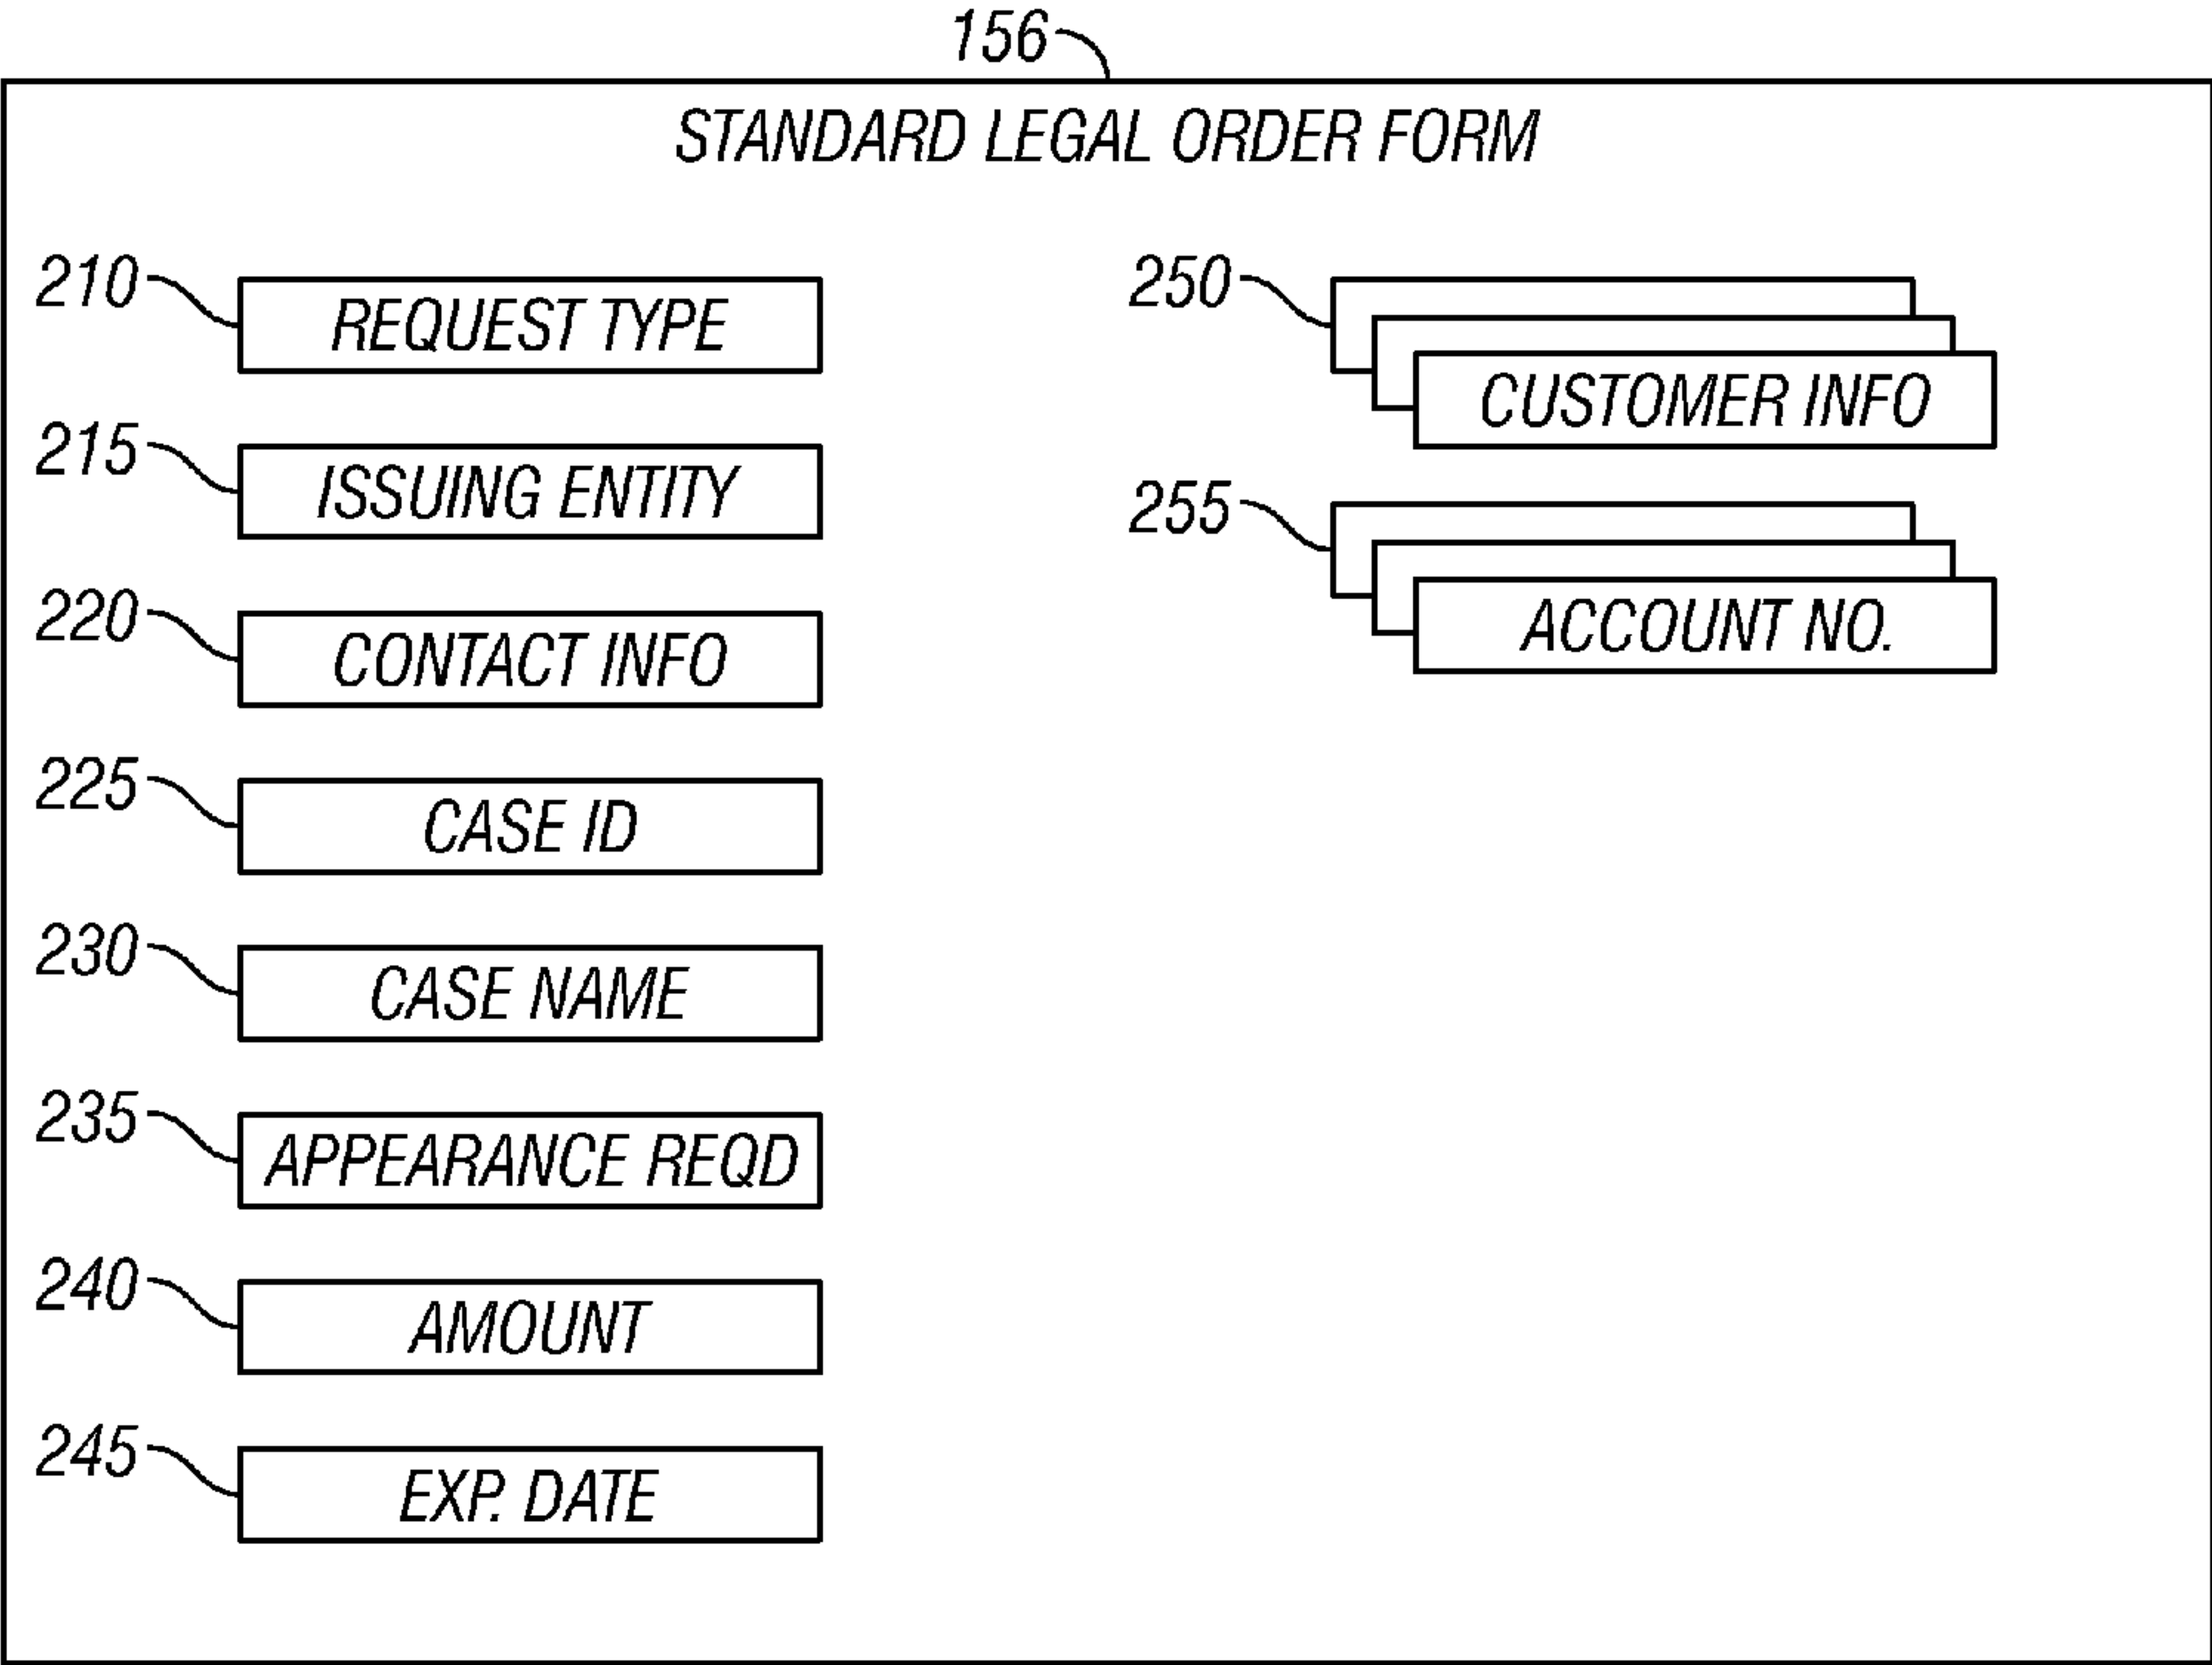 156
STANDARD LEGAL ORDER FORM
210
REQUEST TYPE
215
ISSUING ENTITY
220
CONTACT INFO
225
CASE ID
230
CASE NAME
235
APPEARANCE REQD
240
AMOUNT
245
EXP. DATE
250
CUSTOMER INFO
255
ACCOUNT NO.